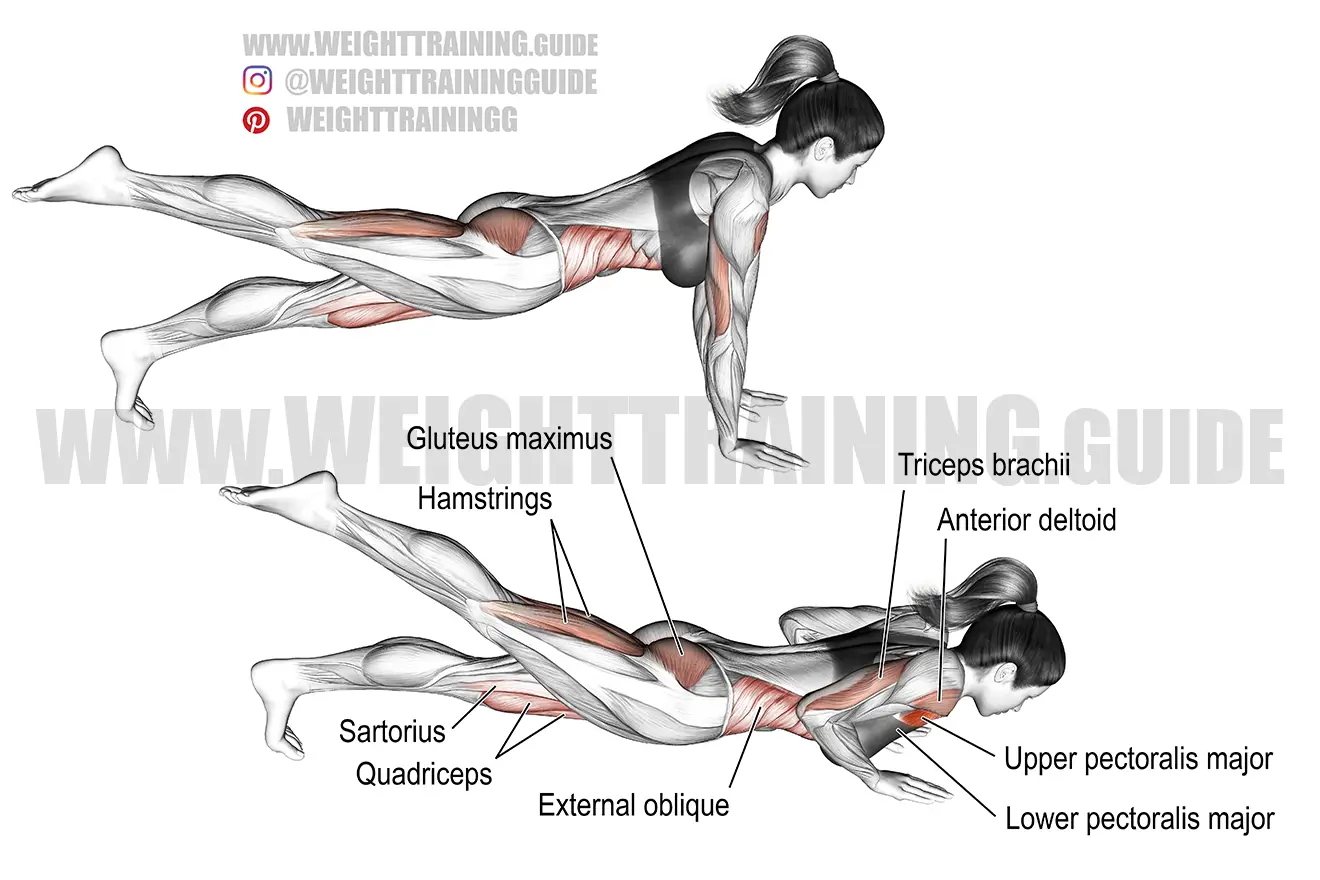 WWW.WEIGHTTRAINING.GUIDE
@WEIGHTTRAININGGUIDE
WEIGHTTRAININGG
WWW.WEIGHTTRAINING.GUIDE
Gluteus maximus
Hamstrings
Triceps brachii
Anterior deltoid
Sartorius
Quadriceps
External oblique
Upper pectoralis major
Lower pectoralis major